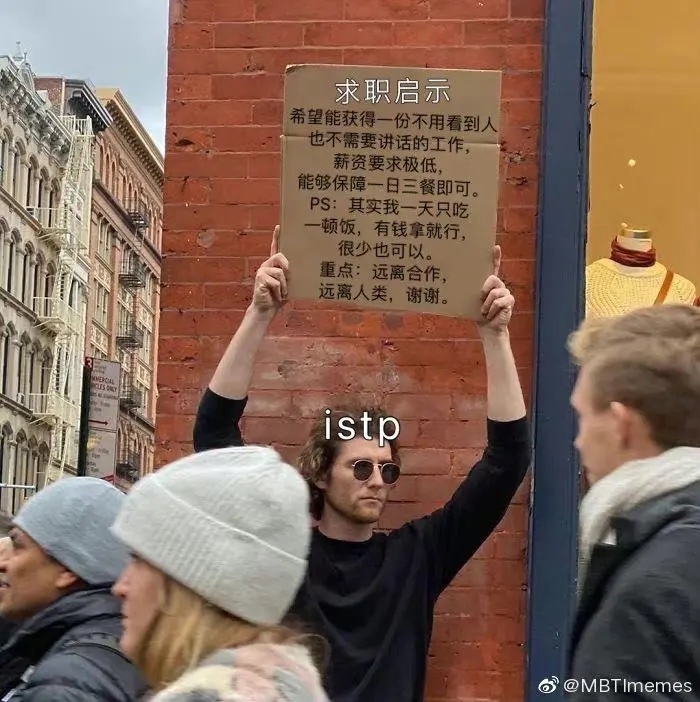 求职启示
希望能获得一份不用看到人
也不需要讲话的工作，
薪资要求极低，
能够保障一日三餐即可。
PS：其实我一天只吃
一顿饭，有钱拿就行，
很少也可以。
重点：远离合作，
远离人类，谢谢。
istp
3
COMMERCIAL
VEHICLES ONLY
@MBTImemes